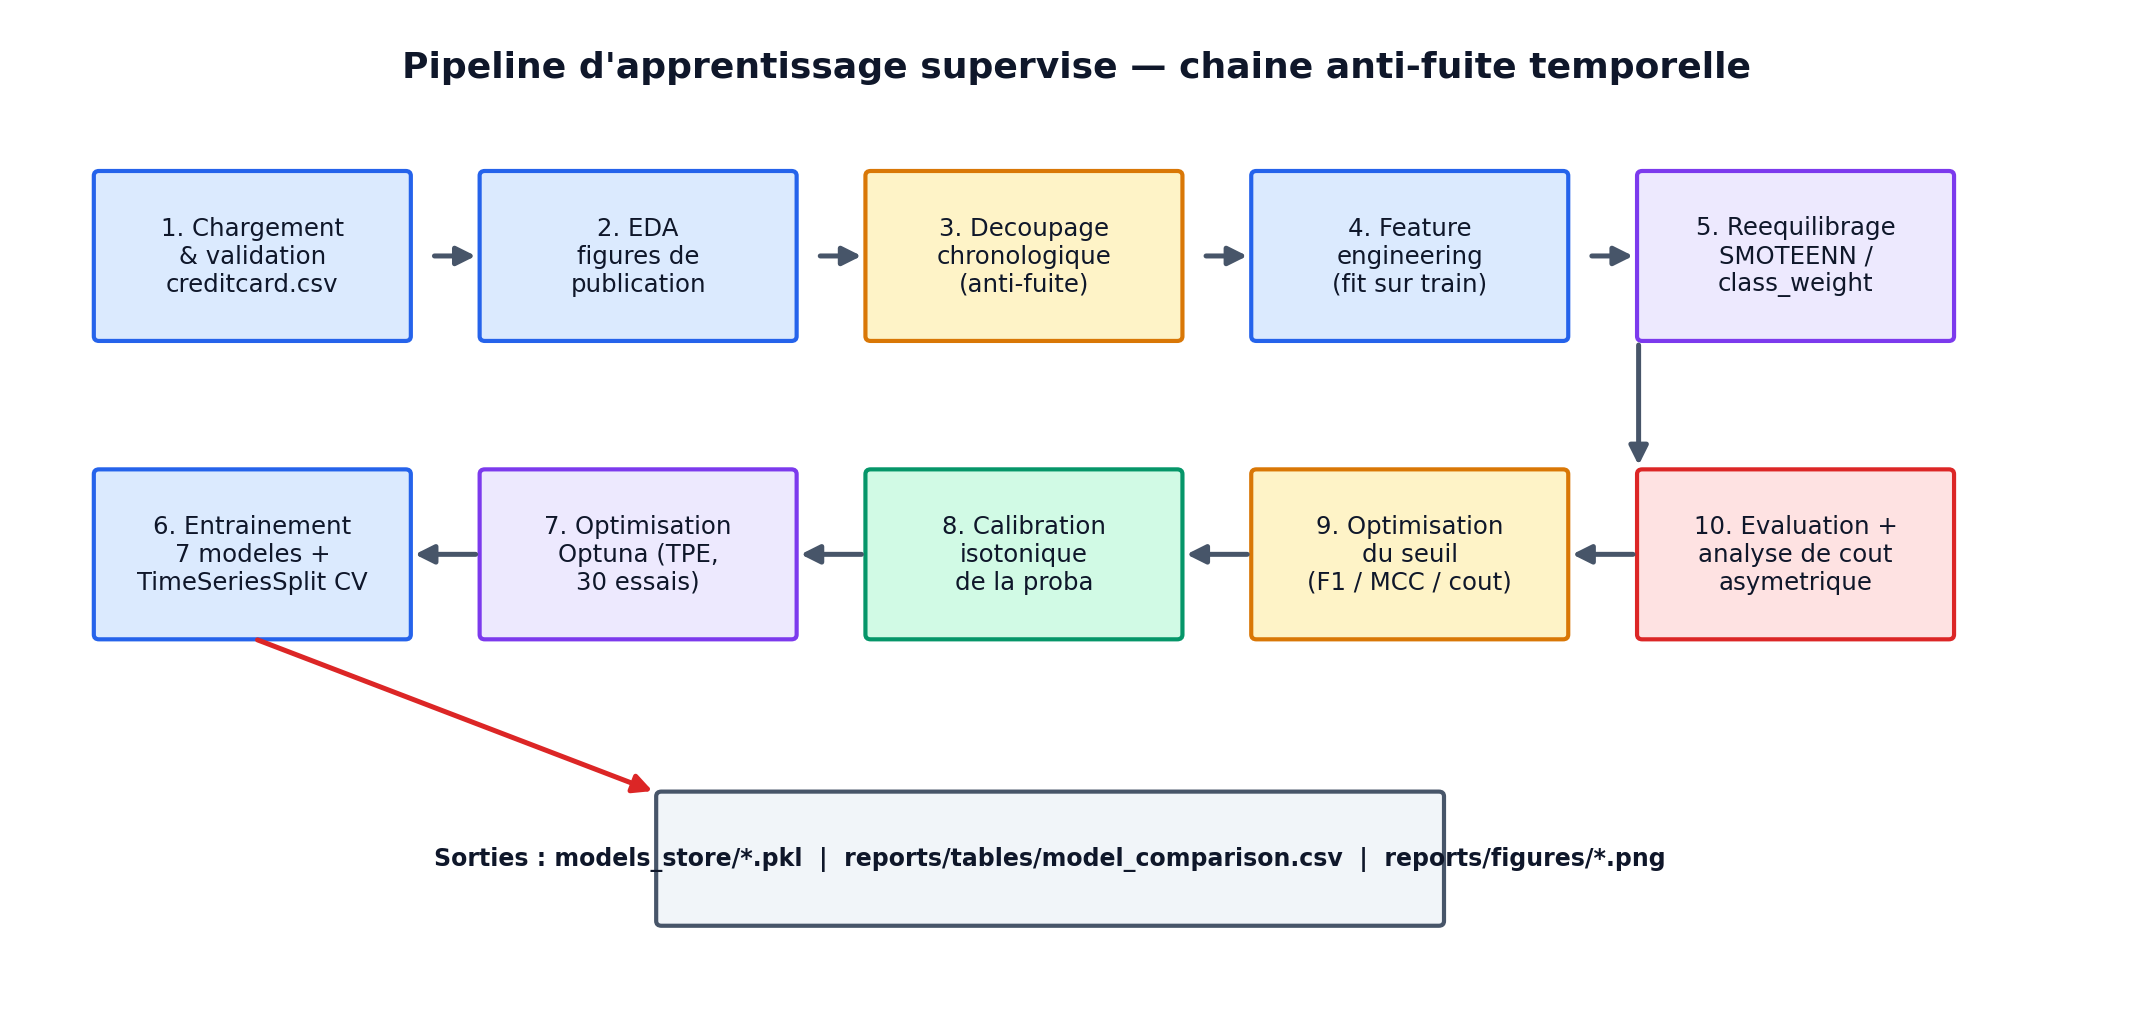 Pipeline d'apprentissage supervise — chaine anti-fuite temporelle
1. Chargement
& validation
creditcard.csv
2. EDA
figures de
publication
3. Decoupage
chronologique
(anti-fuite)
4. Feature
engineering
(fit sur train)
5. Reequilibrage
SMOTEENN /
class_weight
6. Entrainement
7 modeles +
TimeSeriesSplit CV
7. Optimisation
Optuna (TPE,
30 essais)
8. Calibration
isotonique
de la proba
9. Optimisation
du seuil
(F1 / MCC / cout)
10. Evaluation +
analyse de cout
asymetrique
Sorties : models_store/*.pkl | reports/tables/model_comparison.csv | reports/figures/*.png